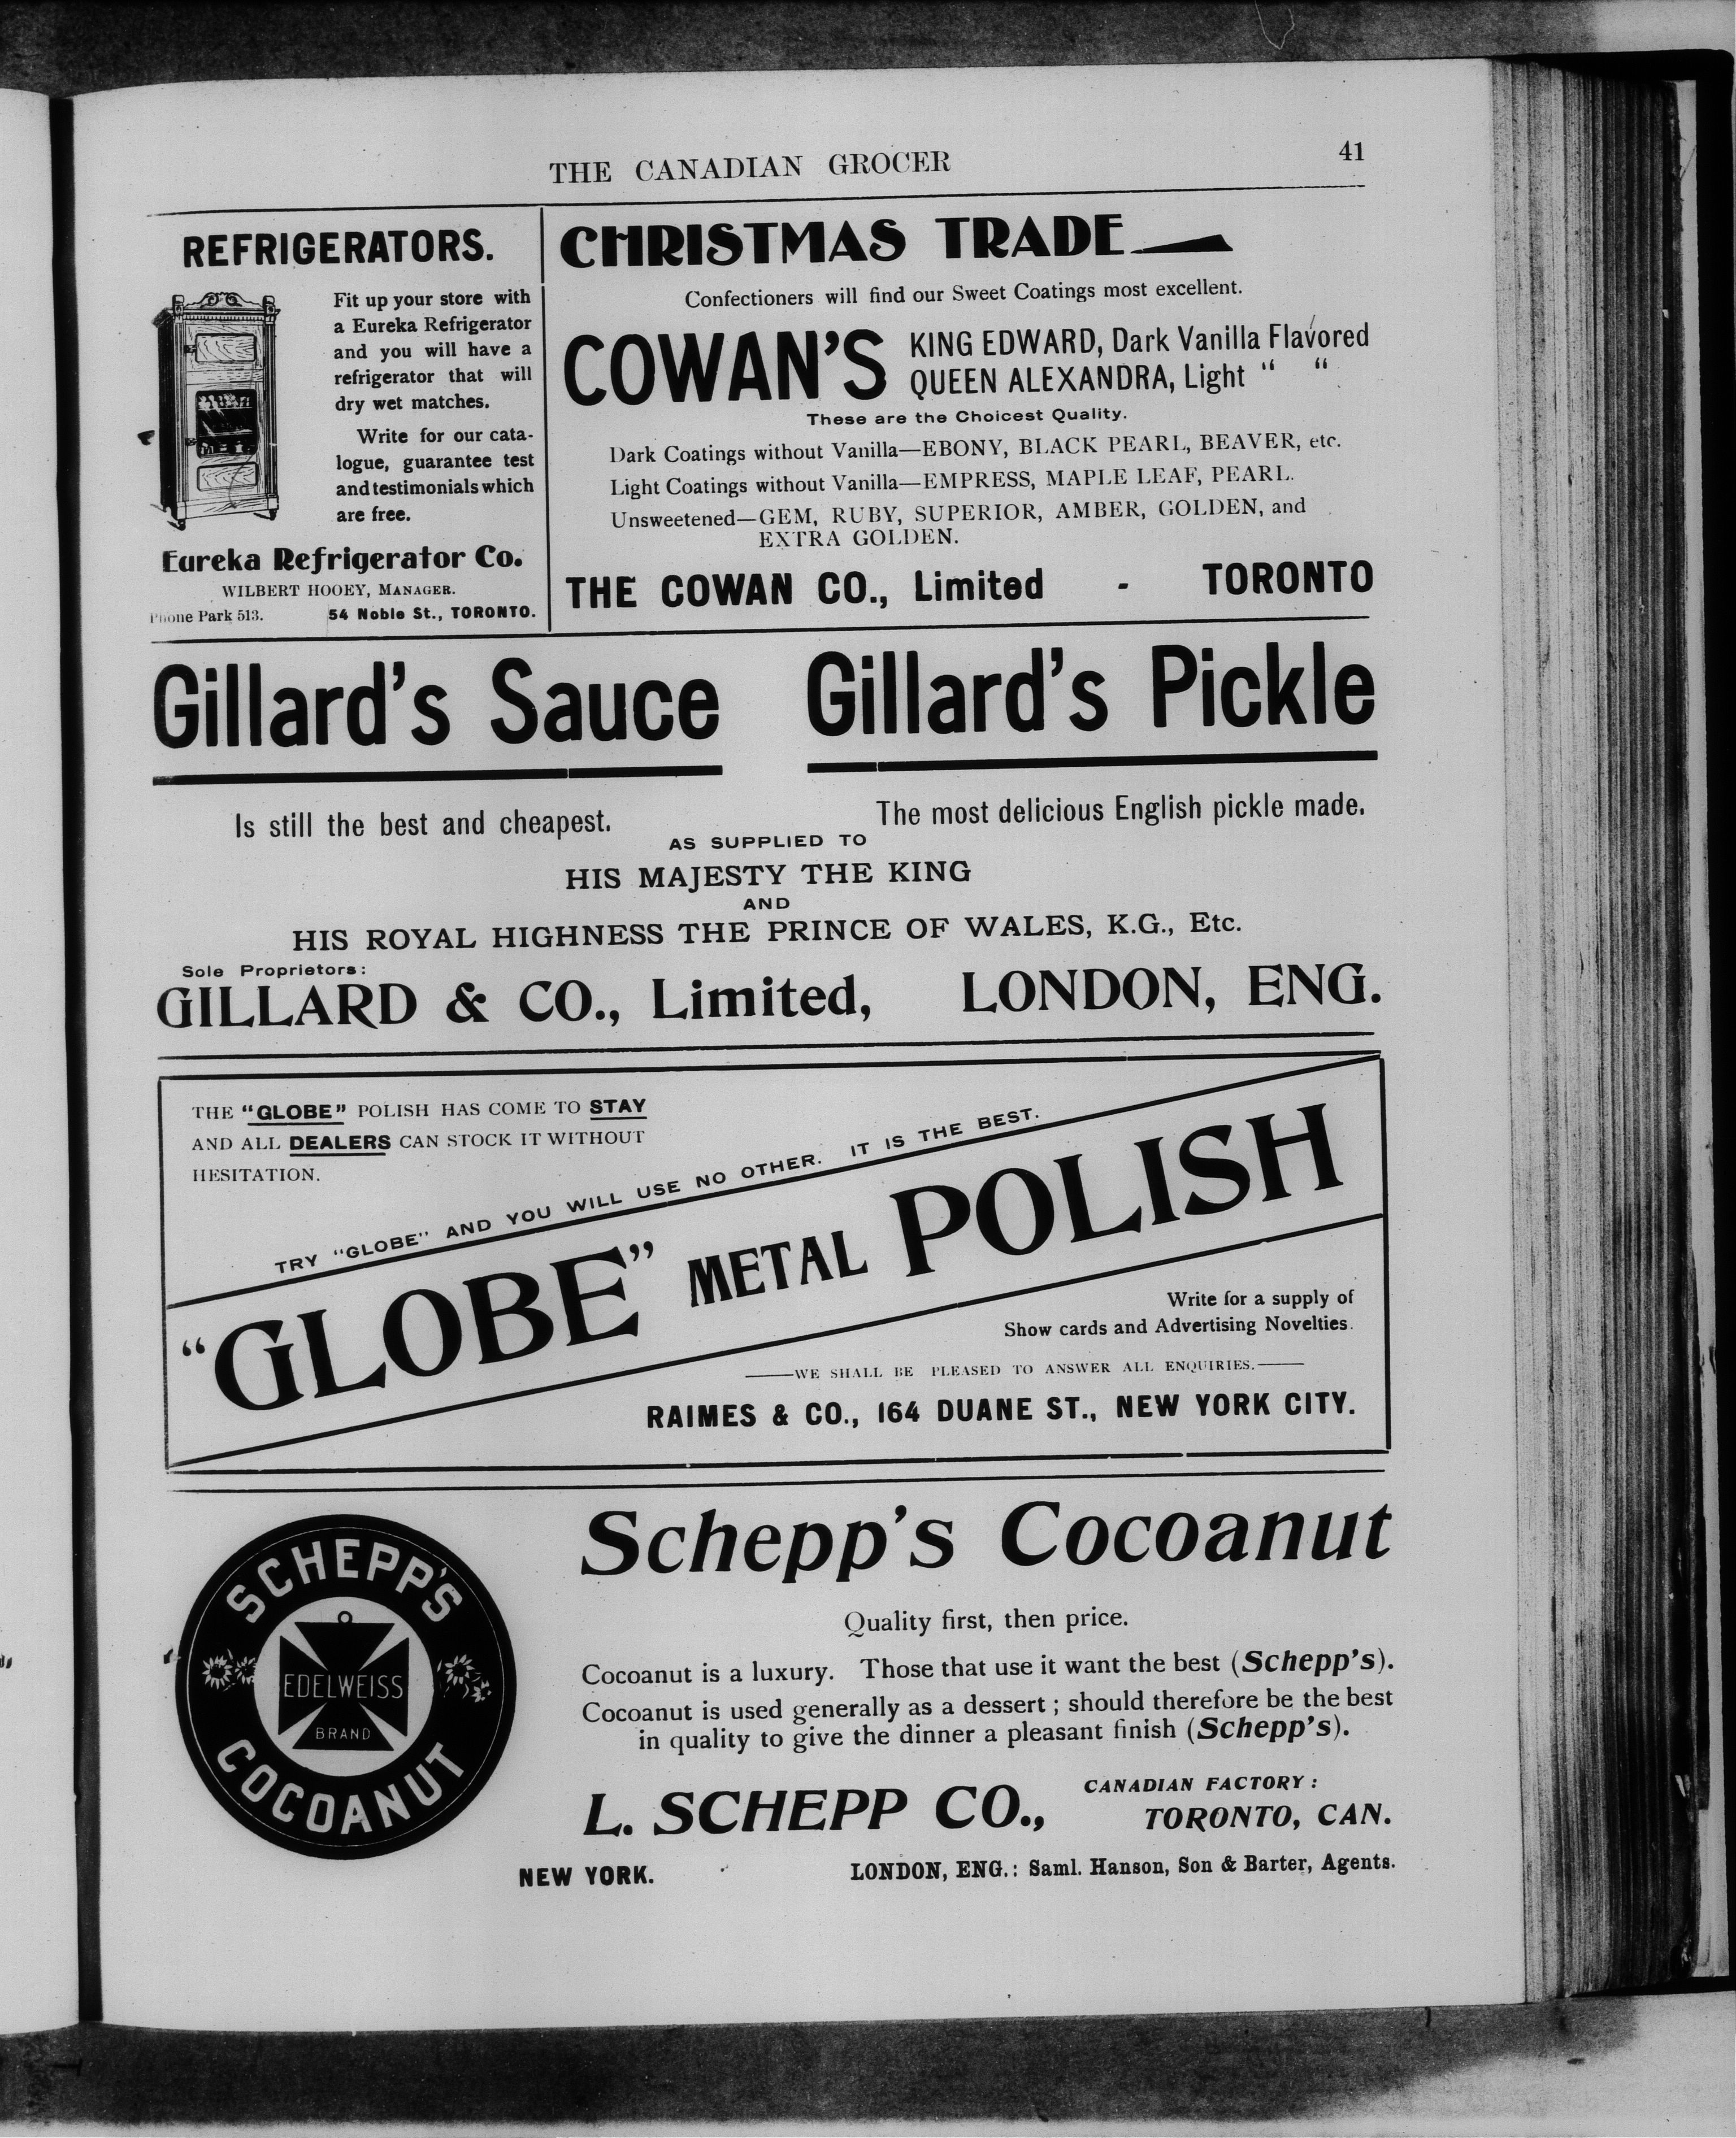 THE CANADIAN GROCER
41
REFRIGERATORS.
Fit up your store with
a Eureka Refrigerator
and you will have a
refrigerator that will
dry wet matches.
Write for our cata-
logue, guarantee test
and testimonials which
are free.
Eureka Refrigerator Co.
WILBERT HOOEY, MANAGER.
Phone Park 513. 54 Noble St., TORONTO.
CHRISTMAS TRADE
Confectioners will find our Sweet Coatings most excellent.
COWAN'S
KING EDWARD, Dark Vanilla Flavored
QUEEN ALEXANDRA, Light " "
These are the Choicest Quality.
Dark Coatings without Vanilla—EBONY, BLACK PEARL, BEAVER, etc.
Light Coatings without Vanilla—EMPRESS, MAPLE LEAF, PEARL.
Unsweetened—GEM, RUBY, SUPERIOR, AMBER, GOLDEN, and
EXTRA GOLDEN.
THE COWAN CO., Limited - TORONTO
Gillard's Sauce
Gillard's Pickle
Is still the best and cheapest.
The most delicious English pickle made.
AS SUPPLIED TO
HIS MAJESTY THE KING
AND
HIS ROYAL HIGHNESS THE PRINCE OF WALES, K.G., Etc.
Sole Proprietors:
GILLARD & CO., Limited, LONDON, ENG.
THE "GLOBE" POLISH HAS COME TO STAY
AND ALL DEALERS CAN STOCK IT WITHOUT
HESITATION.
TRY "GLOBE" AND YOU WILL USE NO OTHER. IT IS THE BEST.
"GLOBE" METAL POLISH
Write for a supply of
Show cards and Advertising Novelties.
WE SHALL BE PLEASED TO ANSWER ALL ENQUIRIES.
RAIMES & CO., 164 DUANE ST., NEW YORK CITY.
SCHEPP'S
EDELWEISS
BRAND
COCOANUT
Schepp's Cocoanut
Quality first, then price.
Cocoanut is a luxury. Those that use it want the best (Schepp's).
Cocoanut is used generally as a dessert; should therefore be the best
in quality to give the dinner a pleasant finish (Schepp's).
L. SCHEPP CO.,
CANADIAN FACTORY:
TORONTO, CAN.
NEW YORK.
LONDON, ENG.: Saml. Hanson, Son & Barter, Agents.